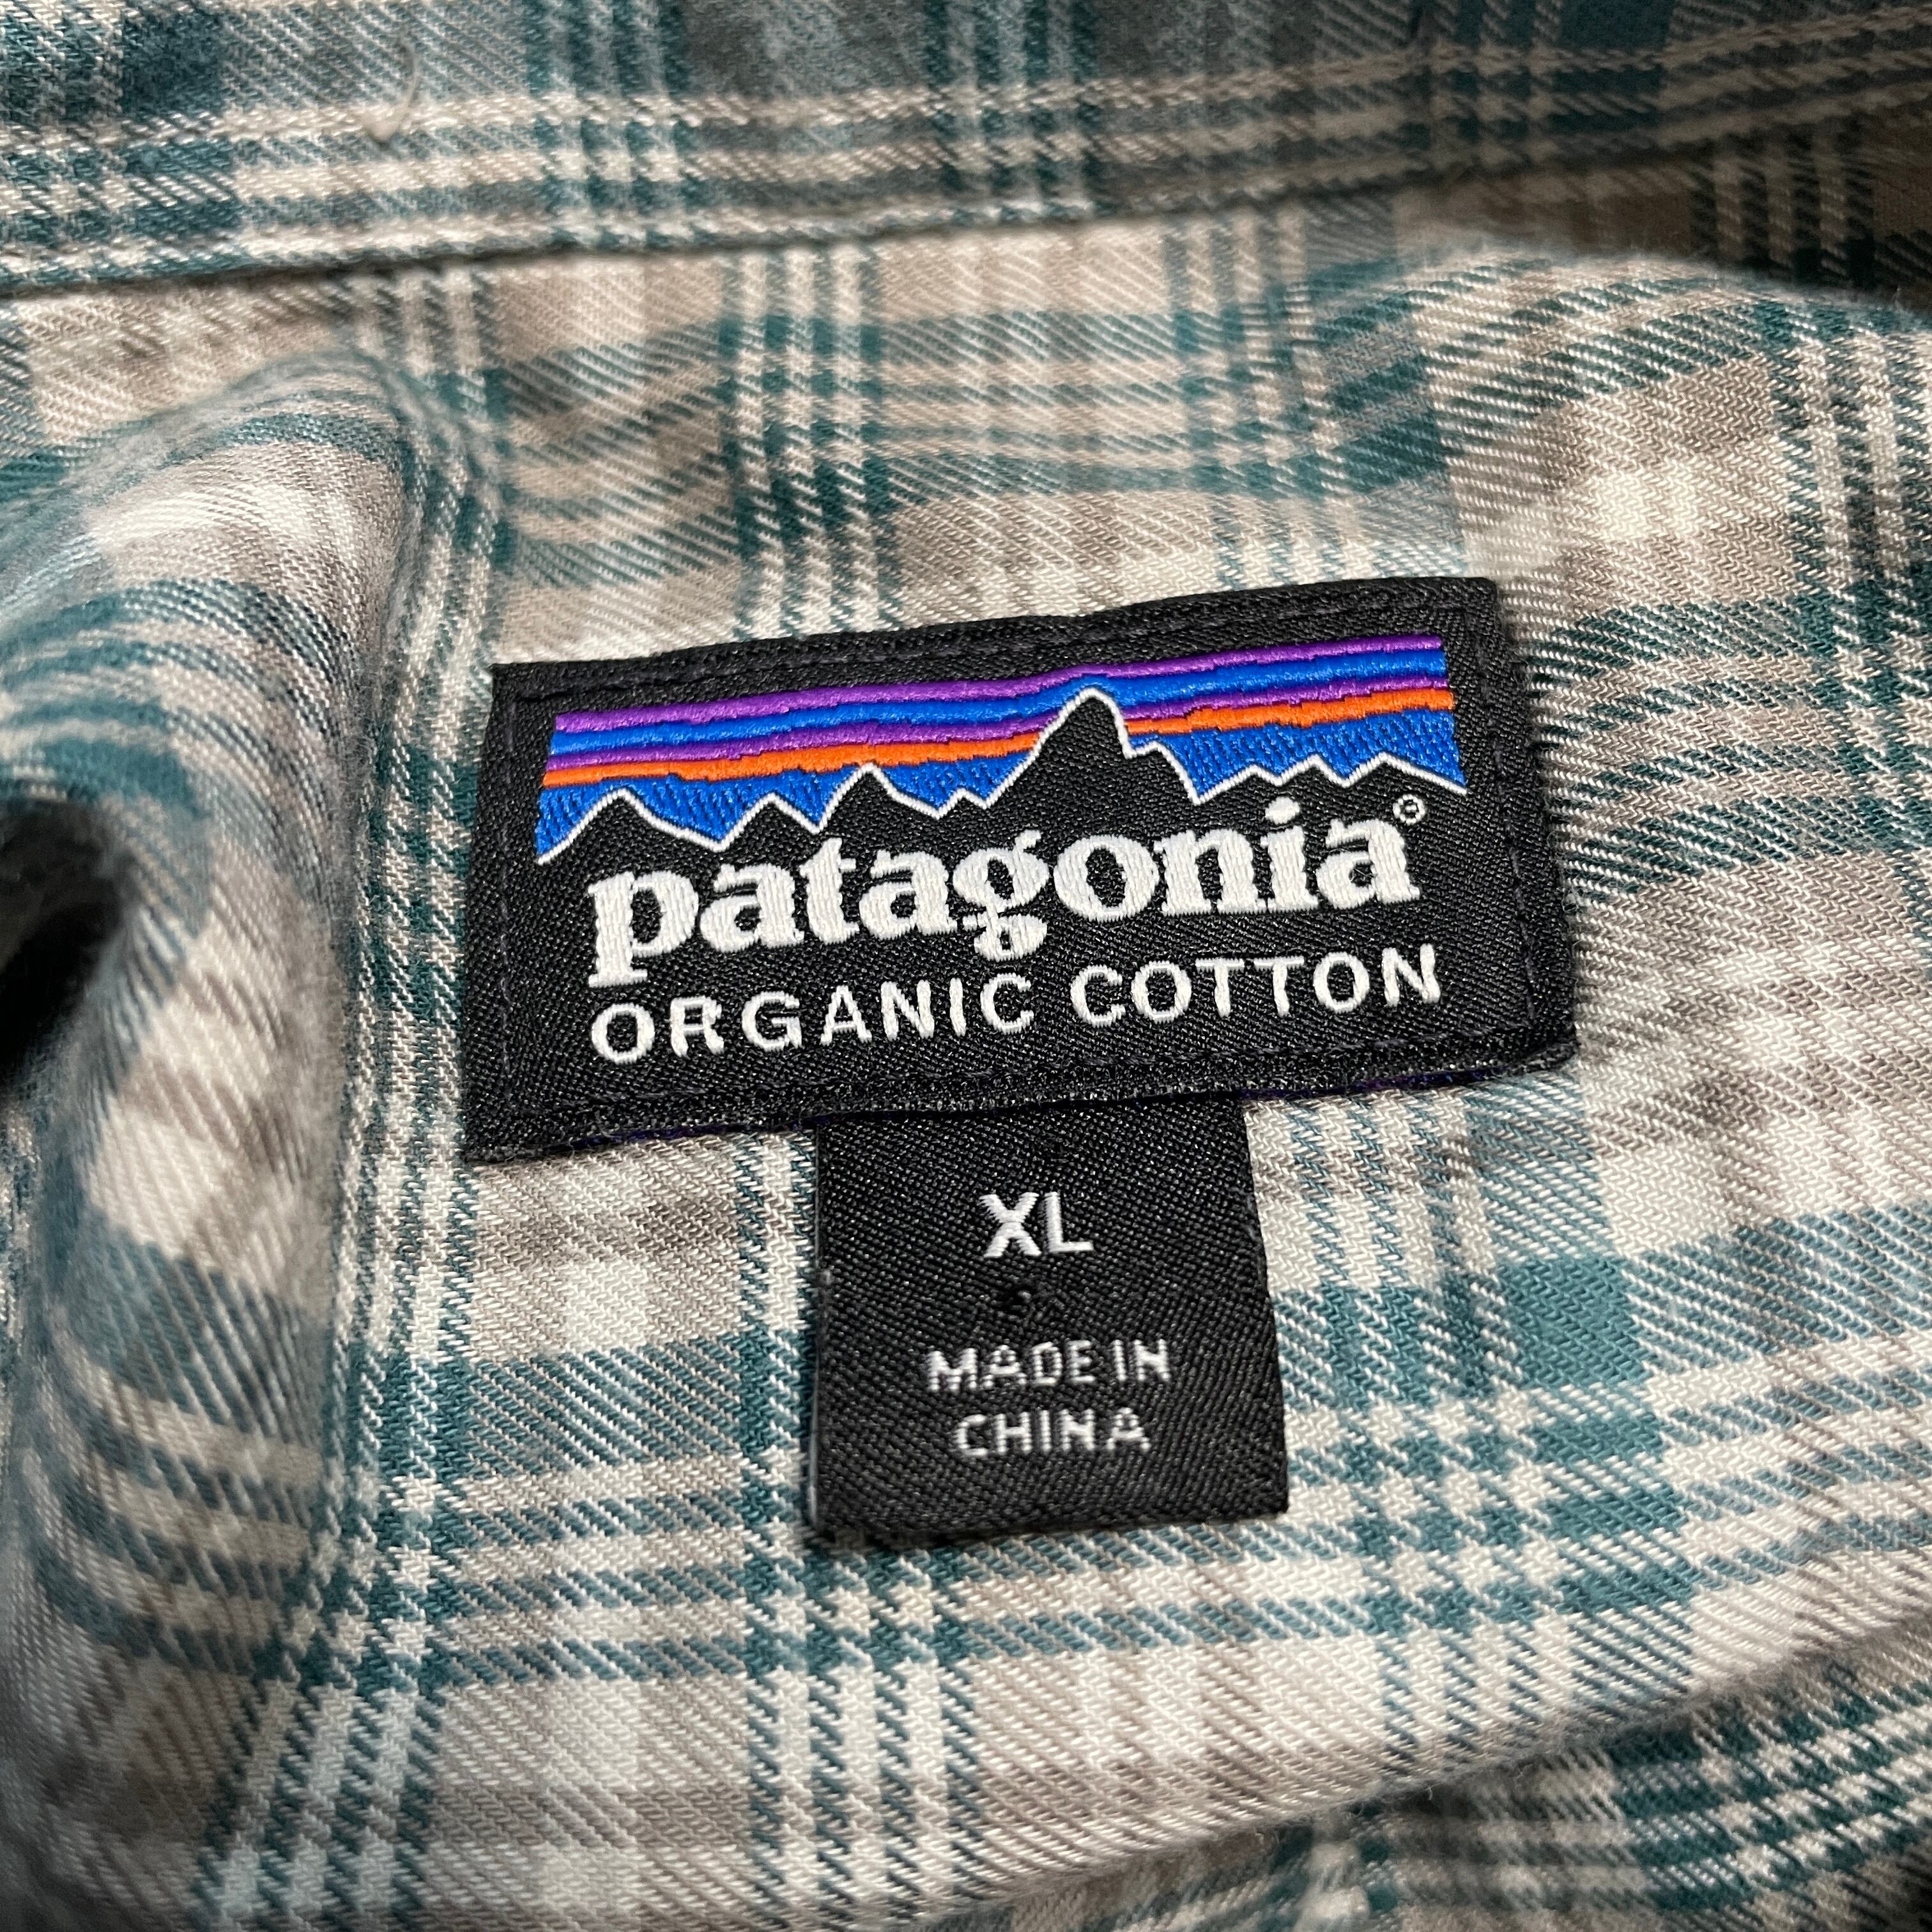 patagonia®
ORGANIC COTTON
XL
MADE IN
CHINA